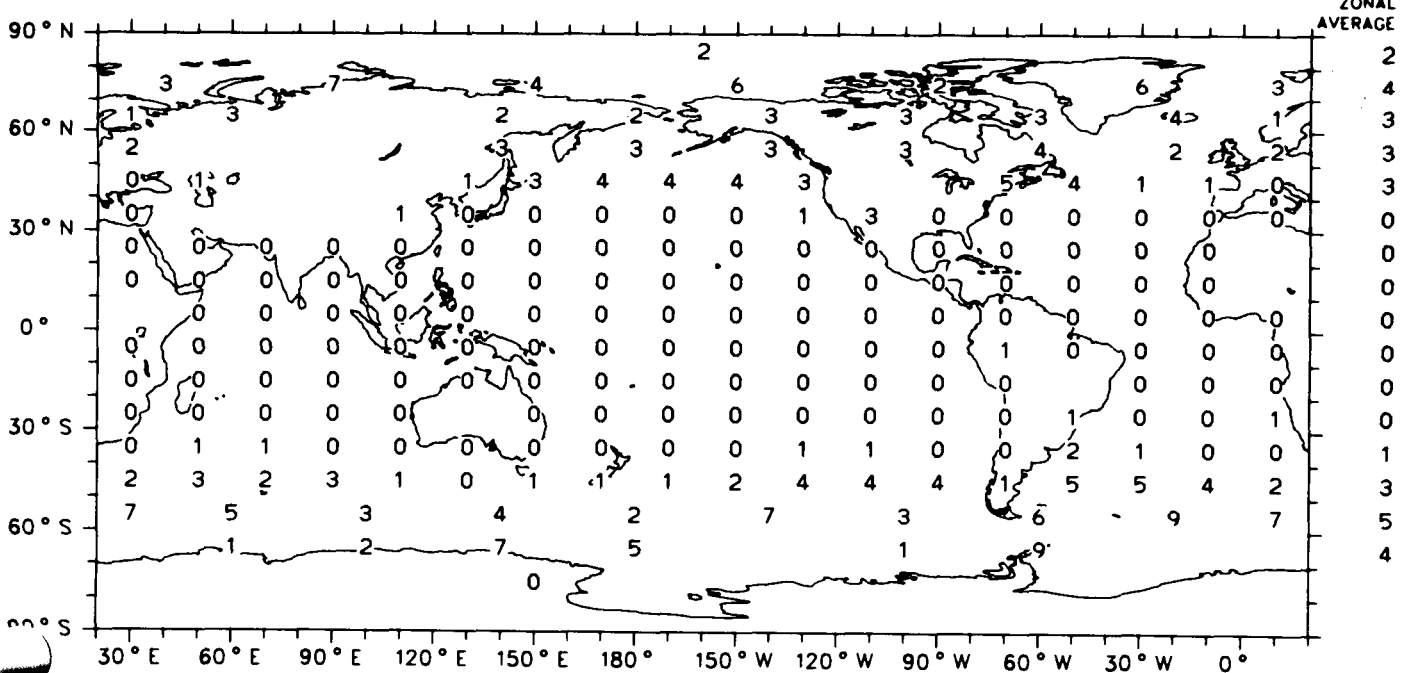 ZONAL
AVERAGE
90° N
2 2
3 7 4 6 2 6 3 4
1 3 2 2 3 3 3 4 1 3
60° N
2 3 3 3 3 4 2 2 3
0 1 1 3 4 4 4 3 5 4 1 1 0 3
0 1 0 0 0 0 0 1 3 0 0 0 0 0 0 0
30° N
0 0 0 0 0 0 0 0 0 0 0 0 0 0 0 0 0 0
0 0 0 0 0 0 0 0 0 0 0 0 0 0 0 0 0 0
0 0 0 0 0 0 0 0 0 0 0 0 0 0 0 0 0 0
0°
0 0 0 0 0 0 0 0 0 0 0 0 0 1 0 0 0 0 0
0 0 0 0 0 0 0 0 0 0 0 0 0 0 0 0 0
0 0 0 0 0 0 0 0 0 0 0 0 0 1 0 0 1 0
30° S
0 1 1 0 0 0 0 0 0 0 1 1 0 0 2 1 0 0 1
2 3 2 3 1 0 1 1 1 2 4 4 4 1 5 5 4 2 3
7 5 3 4 2 7 3 6 9 7 5
60° S
1 2 7 5 1 9 4
0
° S
30° E 60° E 90° E 120° E 150° E 180° 150° W 120° W 90° W 60° W 30° W 0°